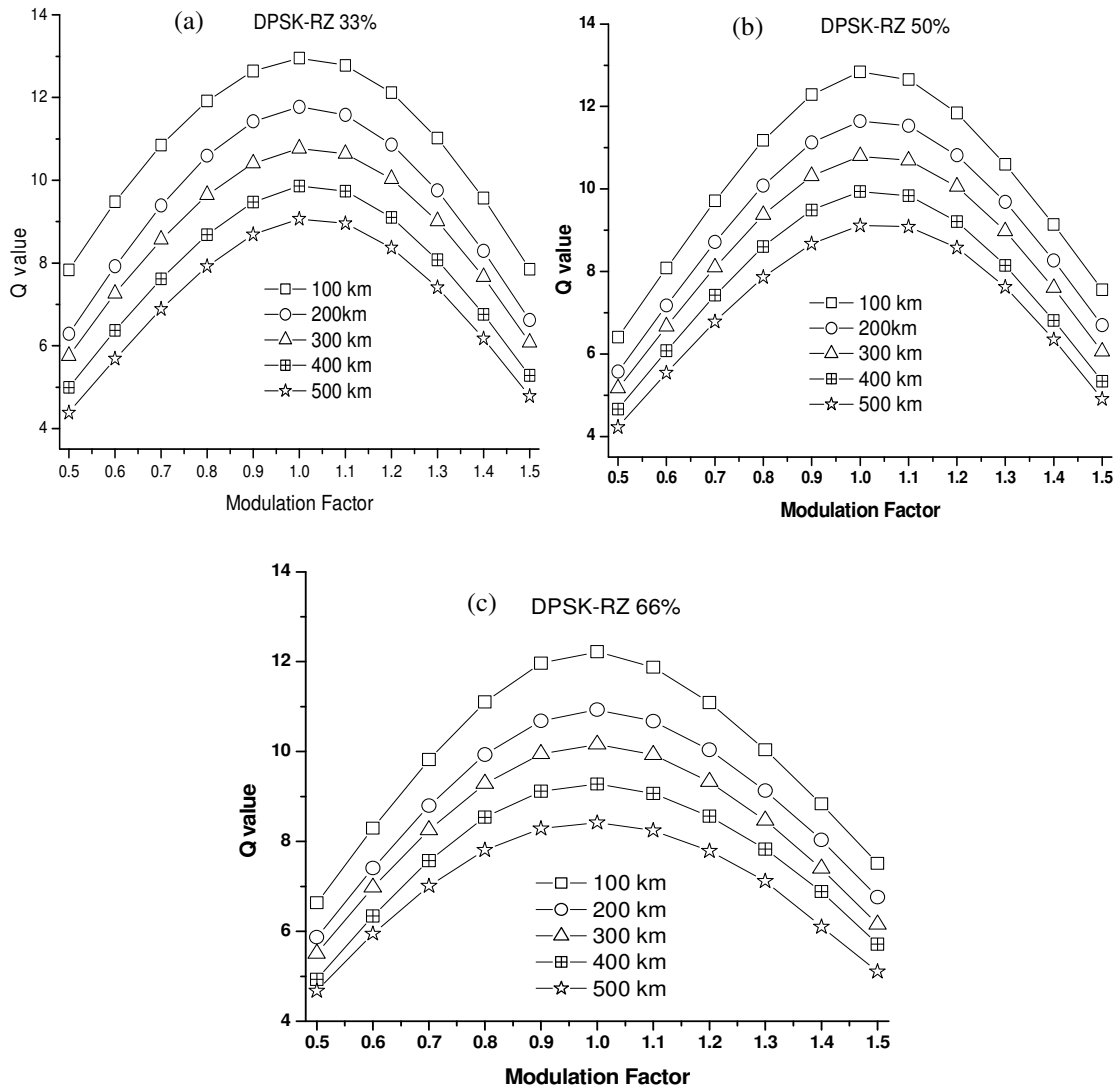 (a) DPSK-RZ 33%
14
12
10
8
6
4
Q value
100 km
200km
300 km
400 km
500 km
0.5 0.6 0.7 0.8 0.9 1.0 1.1 1.2 1.3 1.4 1.5
Modulation Factor
(b) DPSK-RZ 50%
14
12
10
8
6
4
Q value
100 km
200km
300 km
400 km
500 km
0.5 0.6 0.7 0.8 0.9 1.0 1.1 1.2 1.3 1.4 1.5
Modulation Factor
(c) DPSK-RZ 66%
14
12
10
8
6
4
Q value
100 km
200 km
300 km
400 km
500 km
0.5 0.6 0.7 0.8 0.9 1.0 1.1 1.2 1.3 1.4 1.5
Modulation Factor